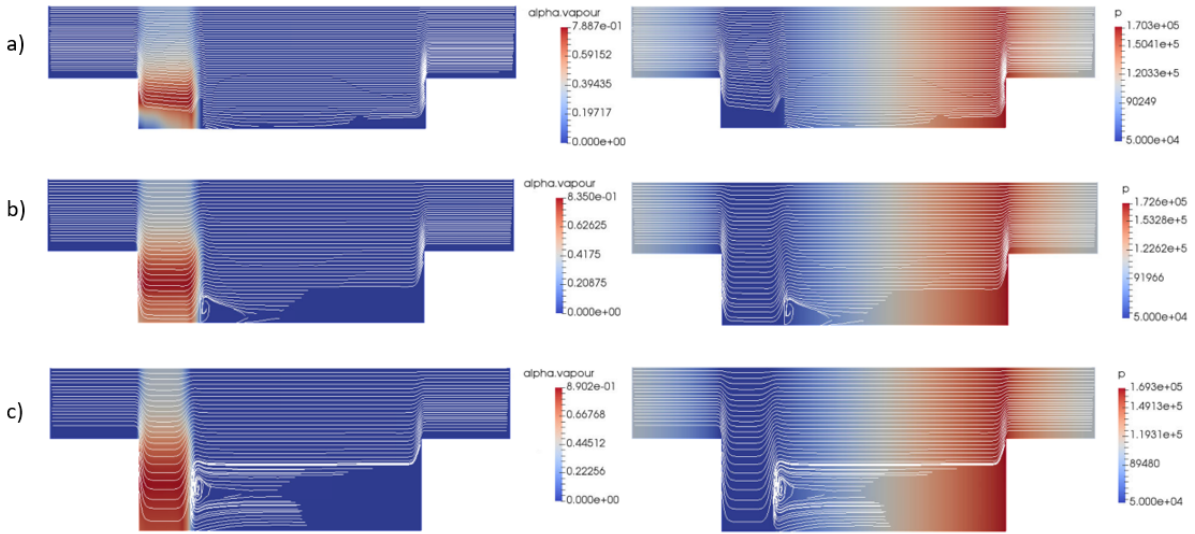 a)
alpha.vapour
7.887e-01
0.59152
0.39435
0.19717
0.000e+00
p
1.703e+05
1.5041e+5
1.2033e+5
90249
5.000e+04
b)
alpha.vapour
8.350e-01
0.62625
0.4175
0.20875
0.000e+00
p
1.726e+05
1.5328e+5
1.2262e+5
91966
5.000e+04
c)
alpha.vapour
8.902e-01
0.66768
0.44512
0.22256
0.000e+00
p
1.693e+05
1.4913e+5
1.1931e+5
89480
5.000e+04